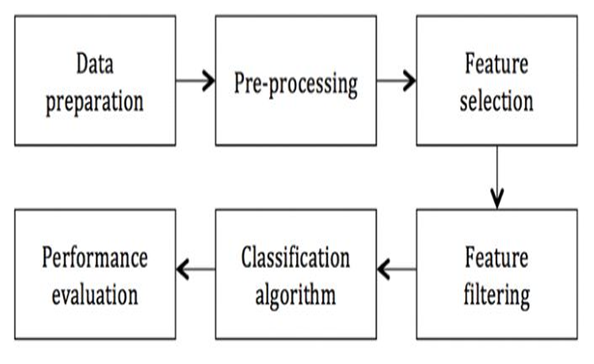 Data
preparation
Pre-processing
Feature
selection
Feature
filtering
Classification
algorithm
Performance
evaluation